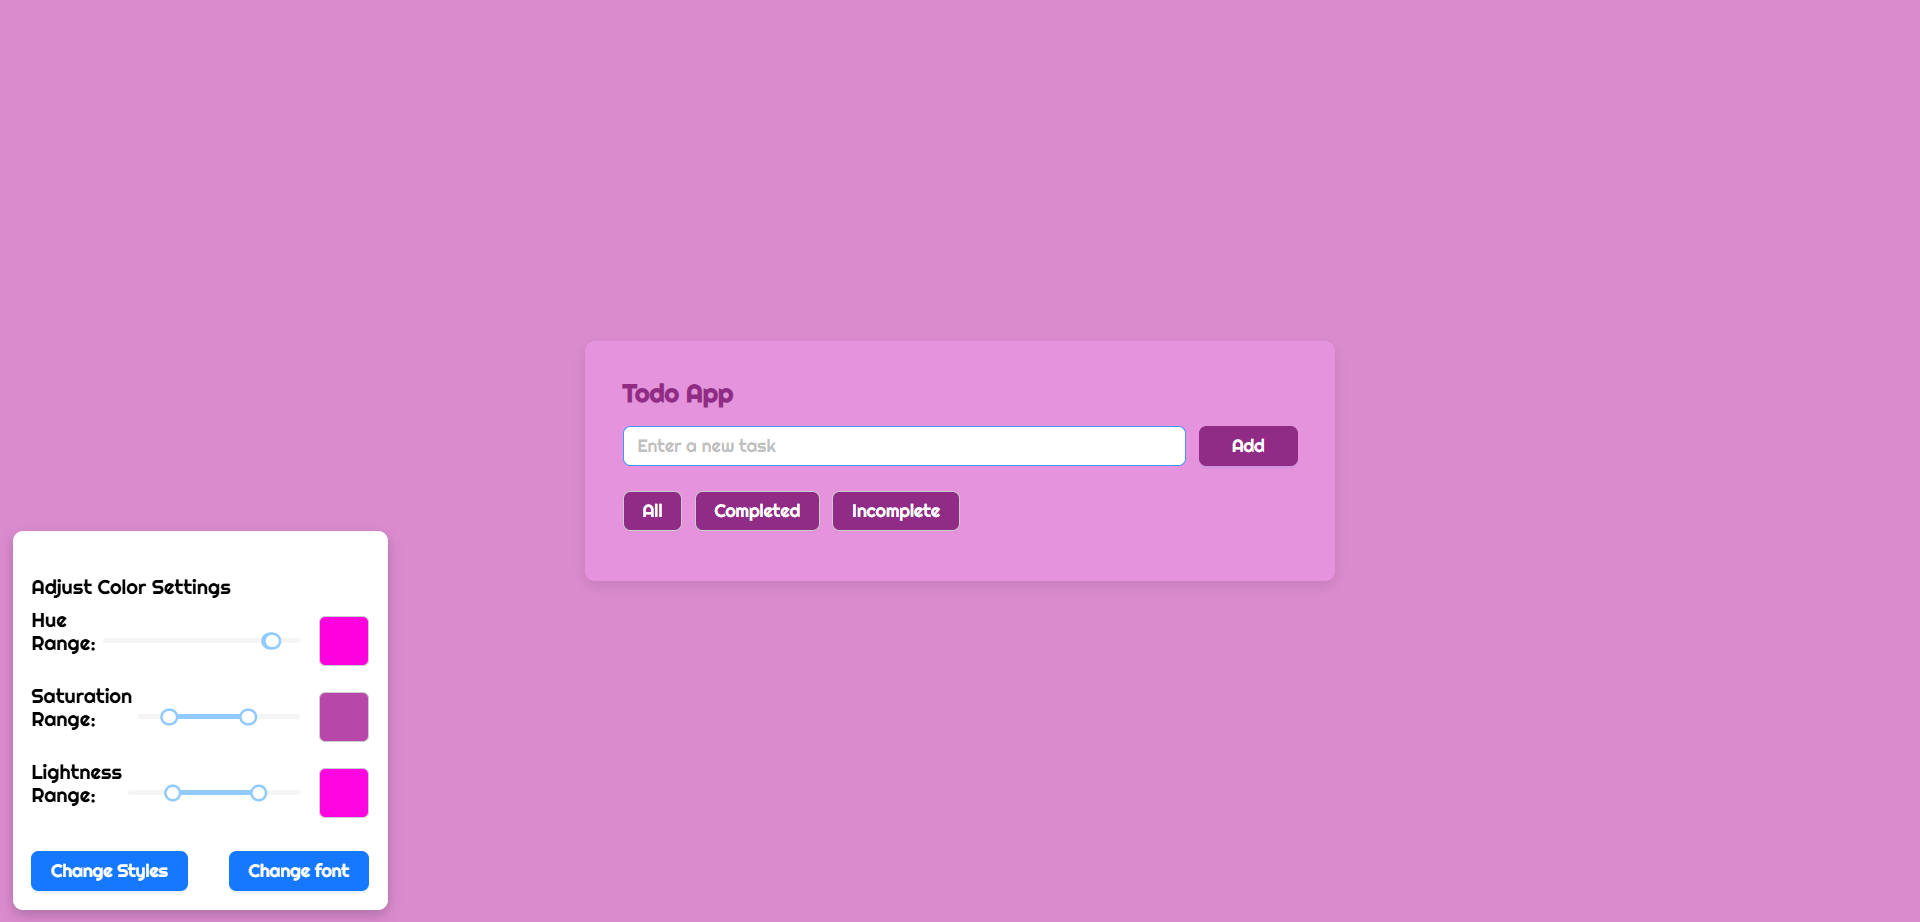 Todo App
Enter a new task
Add
All
Completed
Incomplete
Adjust Color Settings
Hue
Range:
Saturation
Range:
Lightness
Range:
Change Styles
Change font